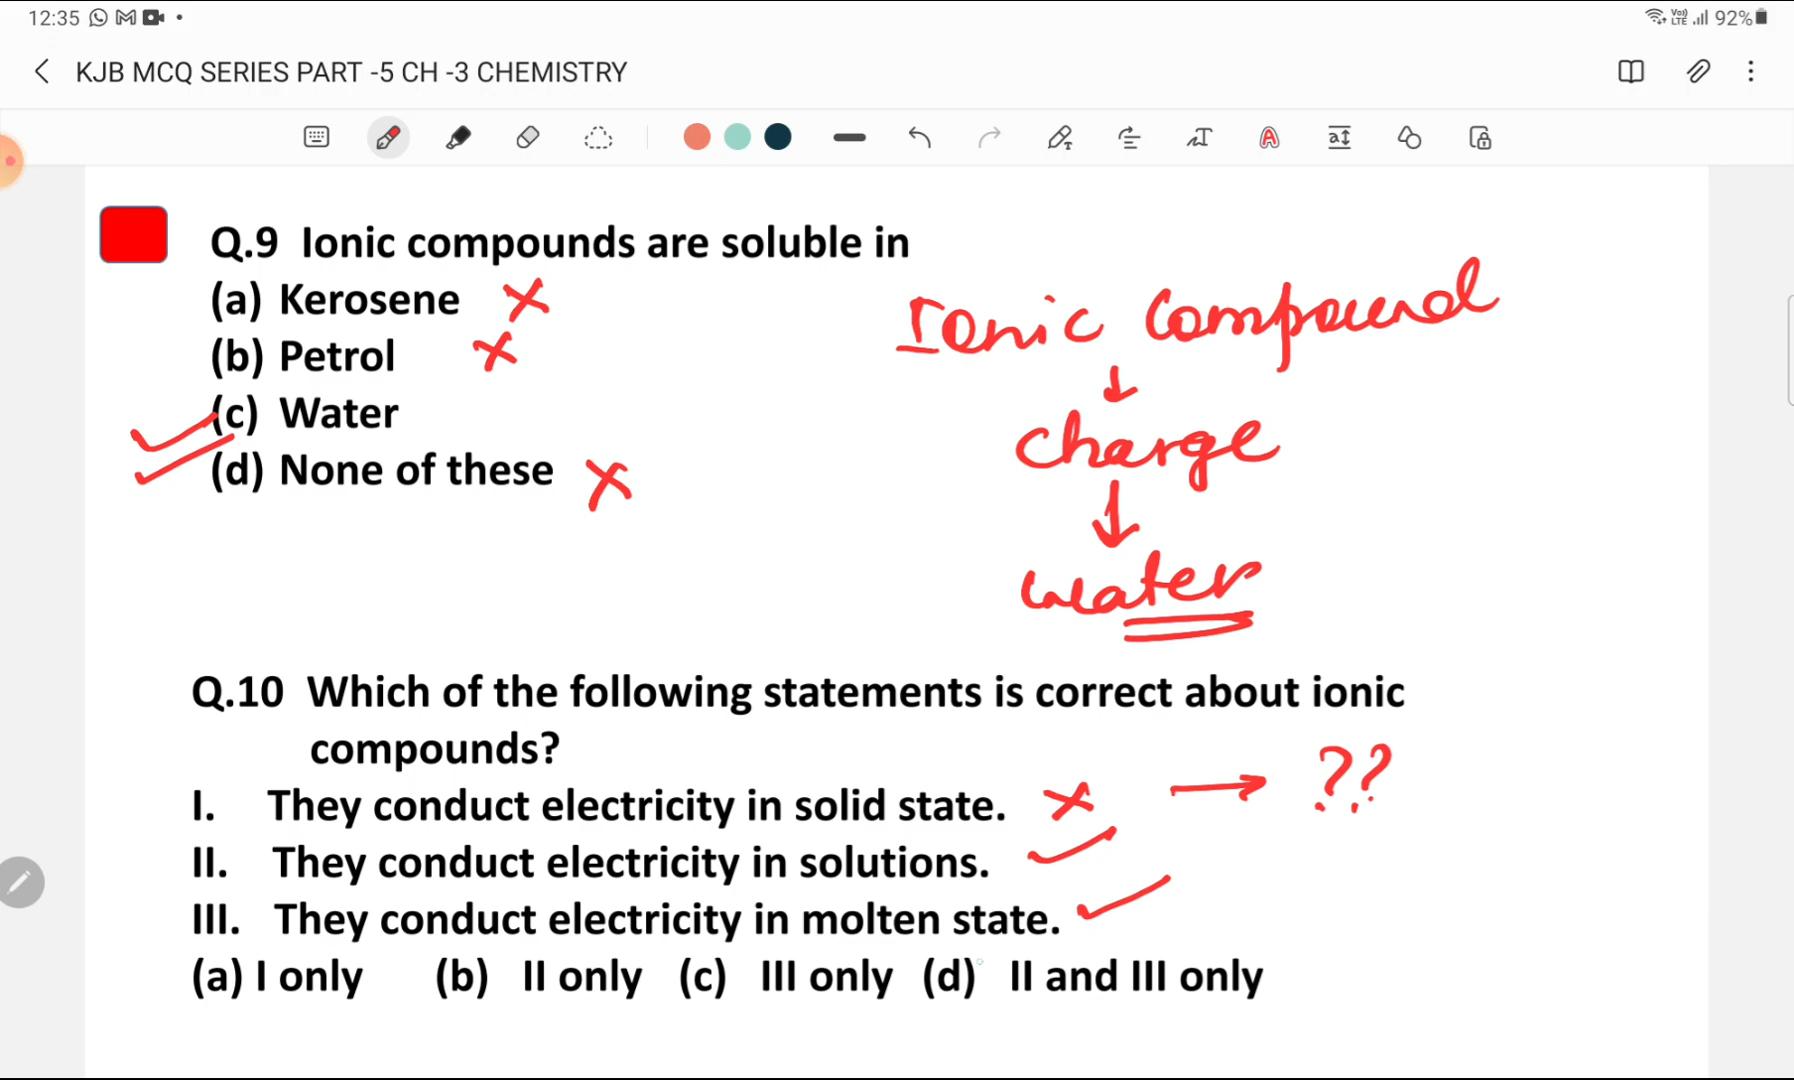 12:35
Vo))
LTE
92%
KJB MCQ SERIES PART -5 CH -3 CHEMISTRY
Q.9 Ionic compounds are soluble in
(a) Kerosene
(b) Petrol
(c) Water
(d) None of these
Ionic Compound
charge
water
Q.10 Which of the following statements is correct about ionic
compounds?
I. They conduct electricity in solid state.
??
II. They conduct electricity in solutions.
III. They conduct electricity in molten state.
(a) I only (b) II only (c) III only (d) II and III only